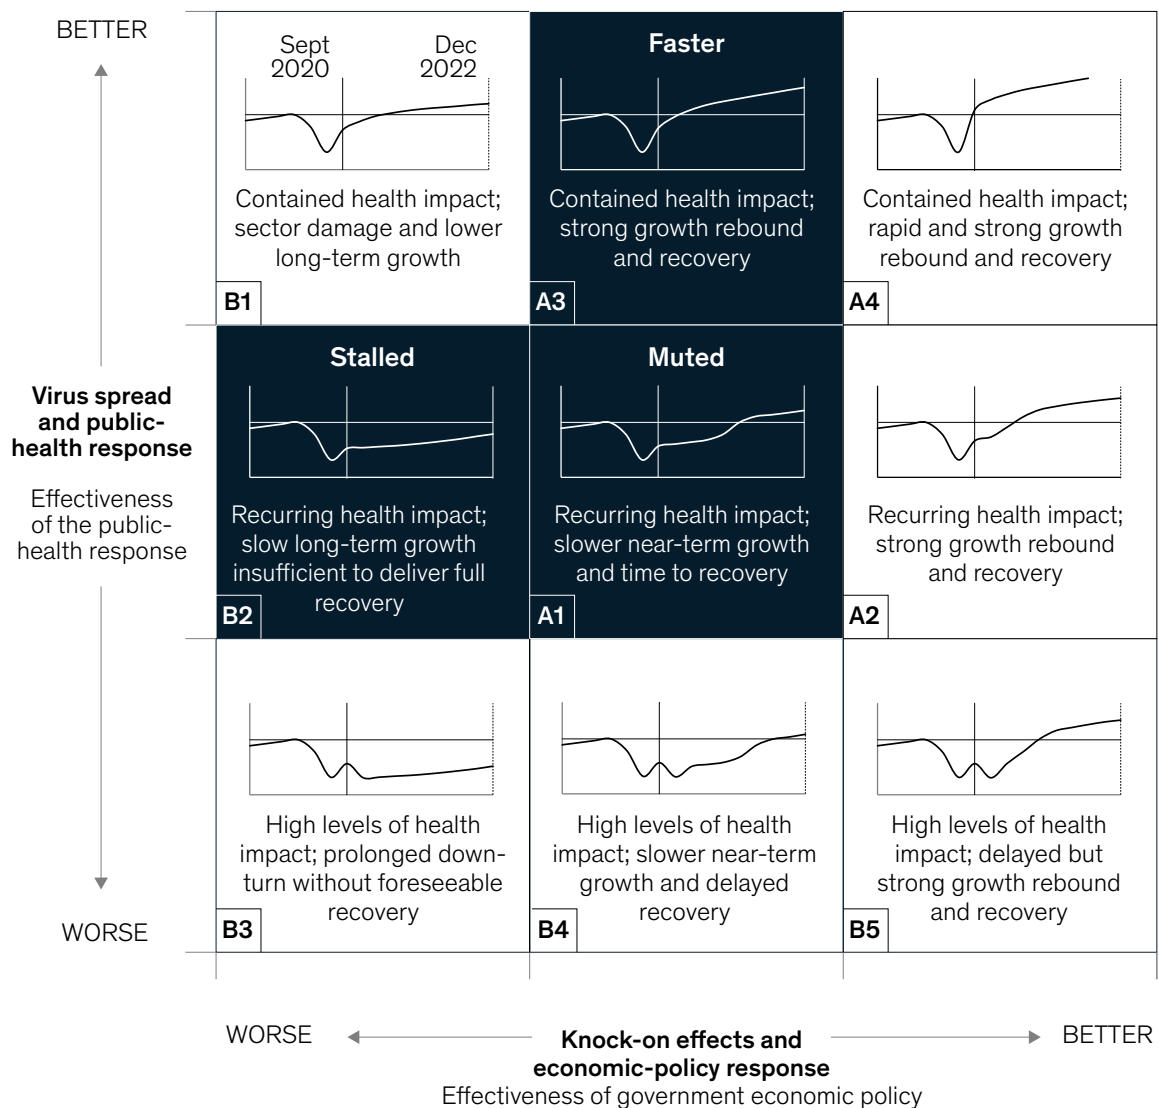 BETTER
Sept
2020
Dec
2022
Contained health impact;
sector damage and lower
long-term growth
B1
Faster
Contained health impact;
strong growth rebound
and recovery
A3
Contained health impact;
rapid and strong growth
rebound and recovery
A4
Virus spread
and public-
health response
Effectiveness
of the public-
health response
Stalled
Recurring health impact;
slow long-term growth
insufficient to deliver full
recovery
B2
Muted
Recurring health impact;
slower near-term growth
and time to recovery
A1
Recurring health impact;
strong growth rebound
and recovery
A2
High levels of health
impact; prolonged down-
turn without foreseeable
recovery
B3
High levels of health
impact; slower near-term
growth and delayed
recovery
B4
High levels of health
impact; delayed but
strong growth rebound
and recovery
B5
WORSE
WORSE
Knock-on effects and
economic-policy response
Effectiveness of government economic policy
BETTER